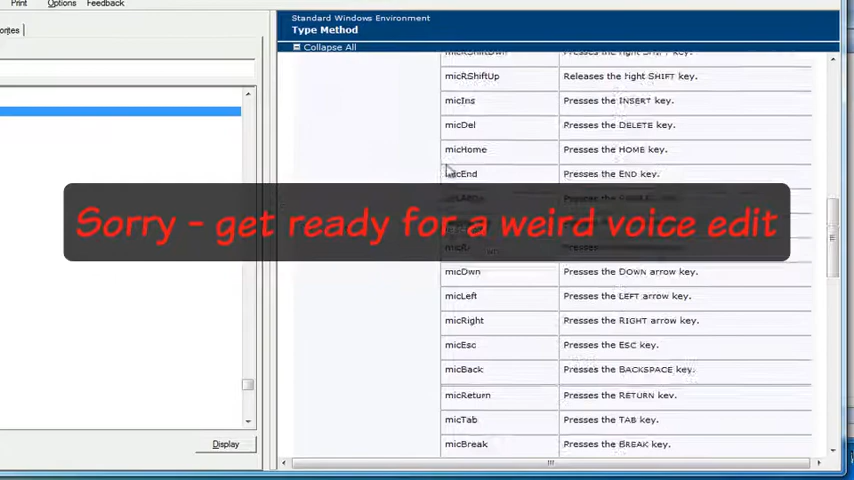 Print Options Feedback
Standard Windows Environment
Type Method
Collapse All
micRShiftUp Releases the right SHIFT key.
micIns Presses the INSERT key.
micDel Presses the DELETE key.
micHome Presses the HOME key.
Presses the END key.
Sorry - get ready for a weird voice edit
micDwn Presses the DOWN arrow key.
micLeft Presses the LEFT arrow key.
micRight Presses the RIGHT arrow key.
micEsc Presses the ESC key.
micBack Presses the BACKSPACE key.
micReturn Presses the RETURN key.
micTab Presses the TAB key.
micBreak Presses the BREAK key.
Display